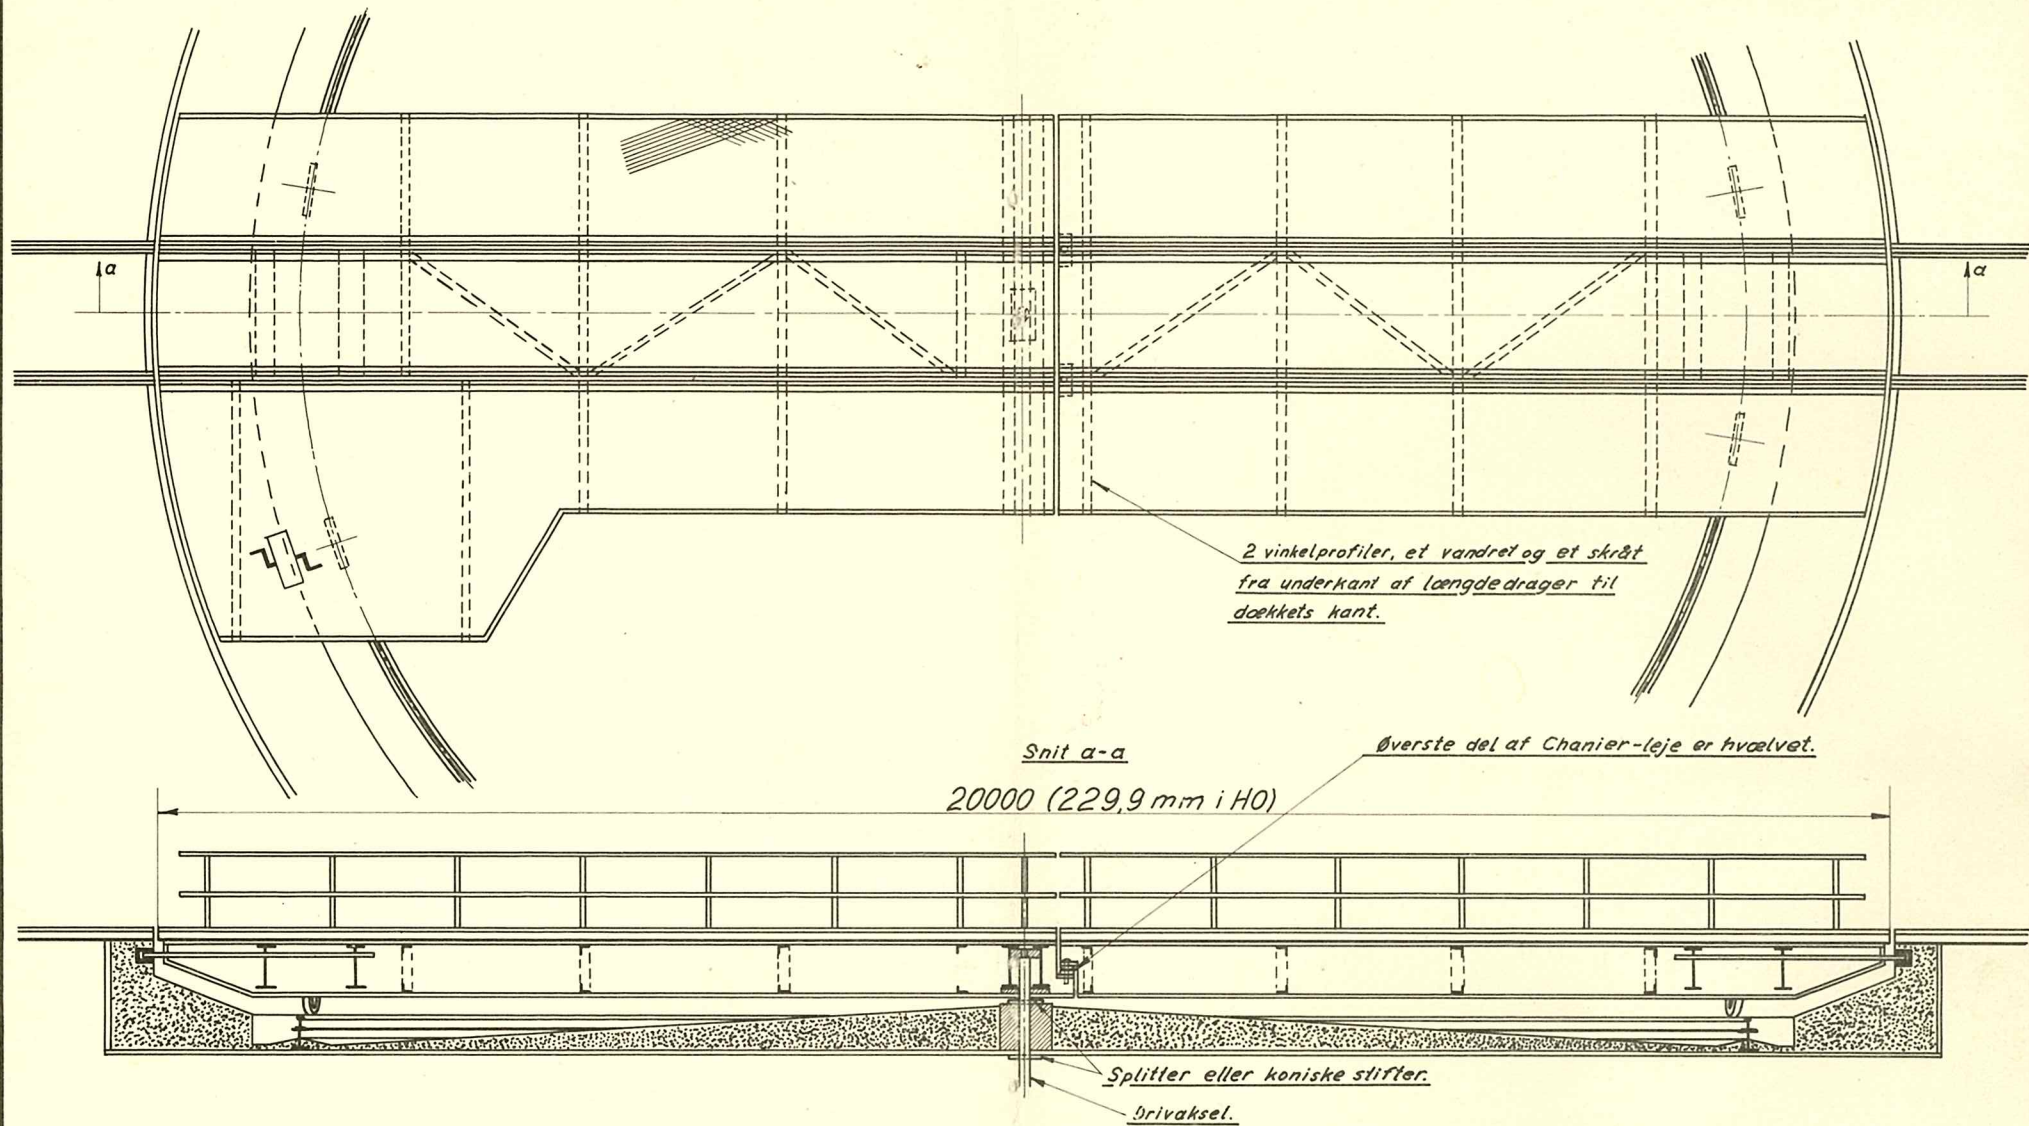 a
a
2 vinkelprofiler, et vandret og et skråt
fra underkant af længdedrager til
dækkets kant.
Snit a-a
Øverste del af Chanier-leje er hvælvet.
20000 (229,9 mm i H0)
Splitter eller koniske stifter.
Drivaksel.